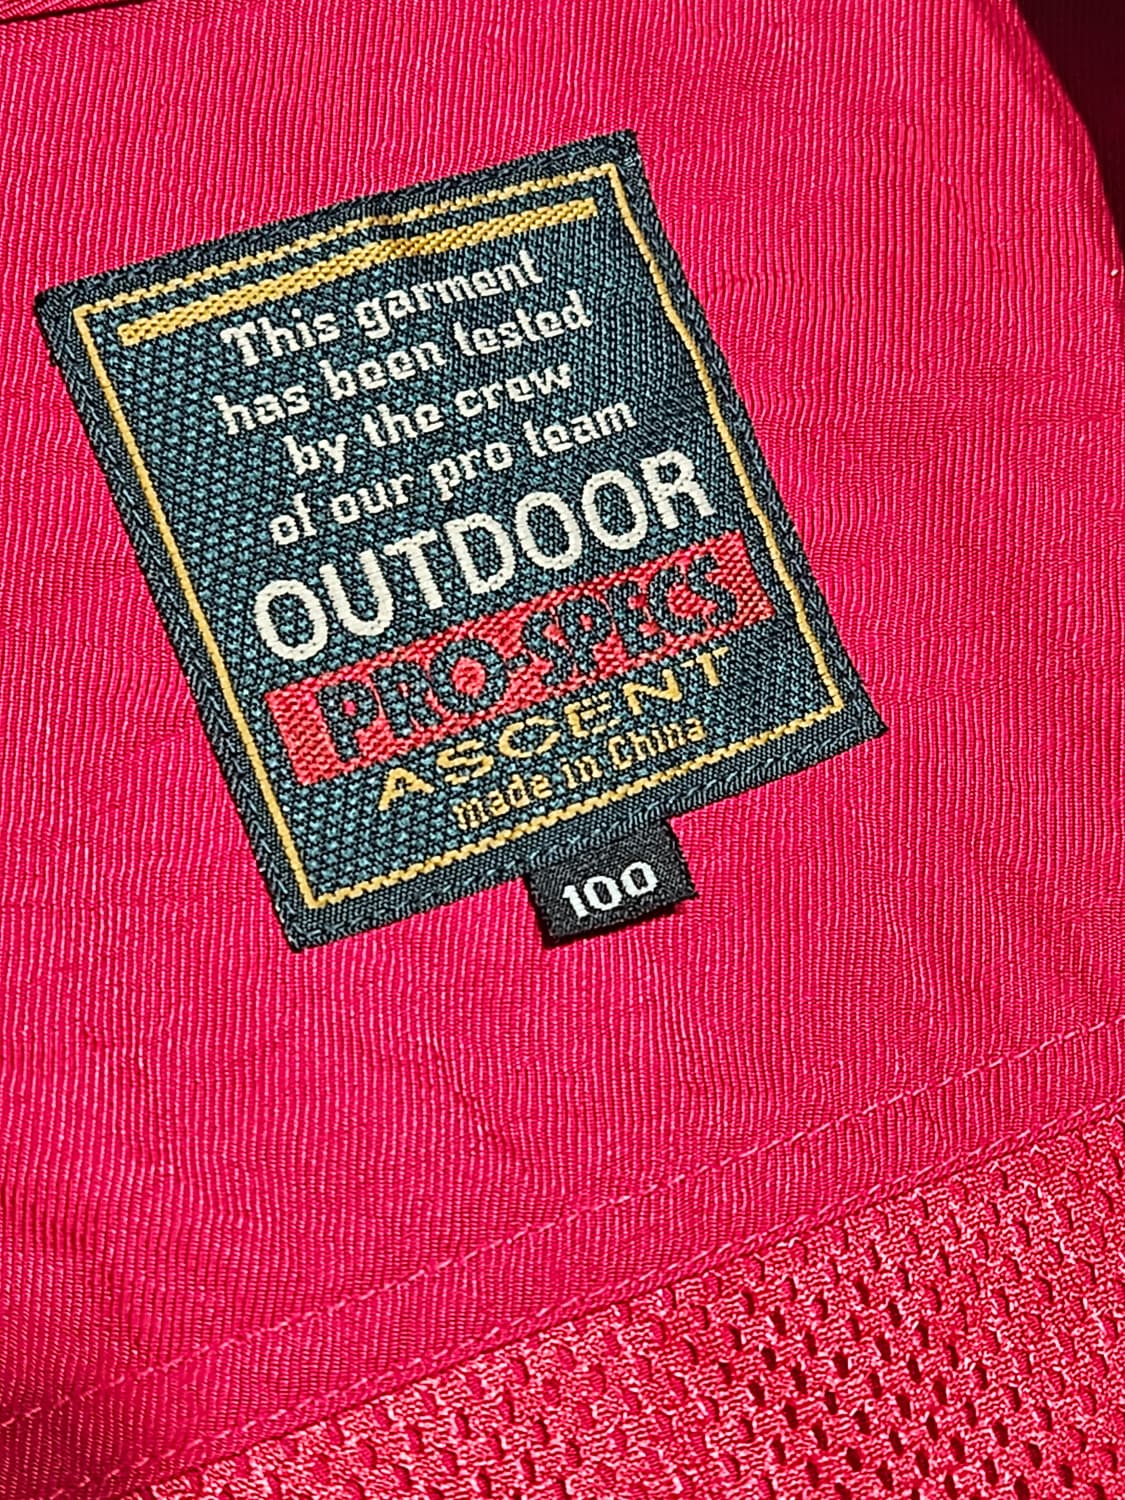 This garment
has been tested
by the crew
of our pro team
OUTDOOR
PRO-SPECS
ASCENT
made in China
100